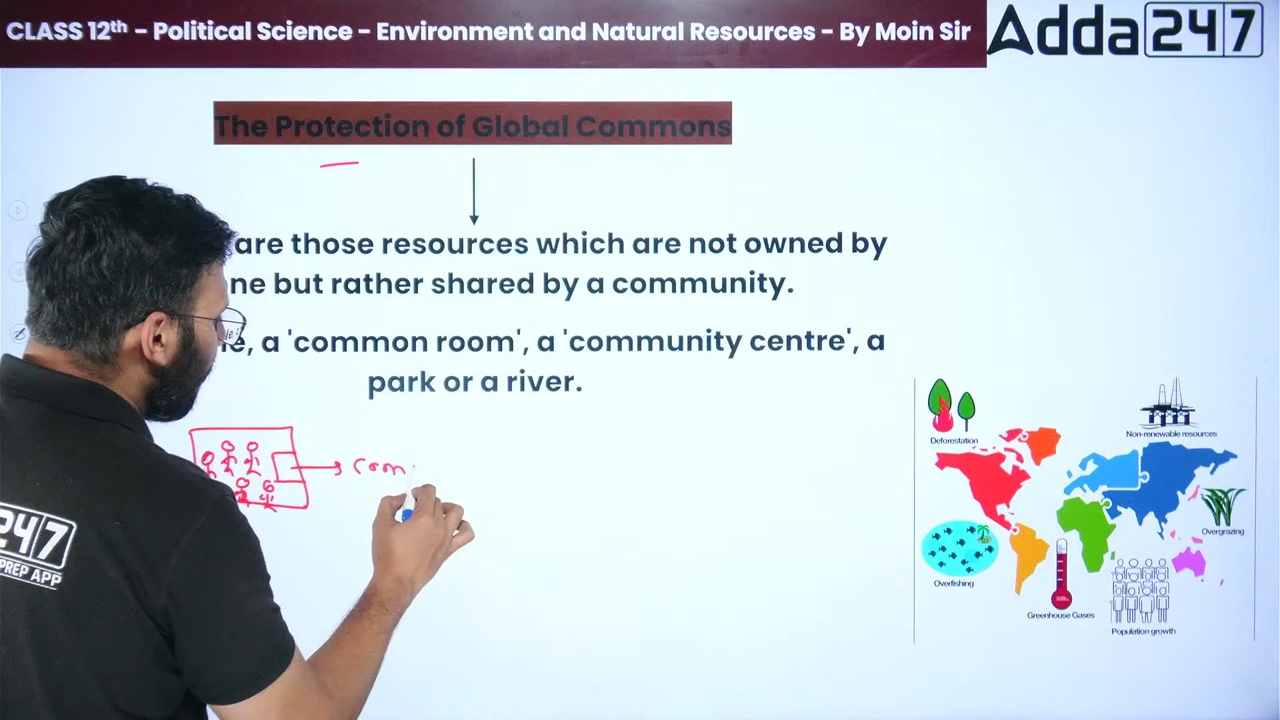 CLASS 12th - Political Science - Environment and Natural Resources - By Moin Sir
Adda 247
The Protection of Global Commons
are those resources which are not owned by
ne but rather shared by a community.
e, a 'common room', a 'community centre', a
park or a river.
Com
Deforestation
Non-renewable resources
Overgrazing
Overfishing
Greenhouse Gases
Population growth
247
PREP APP